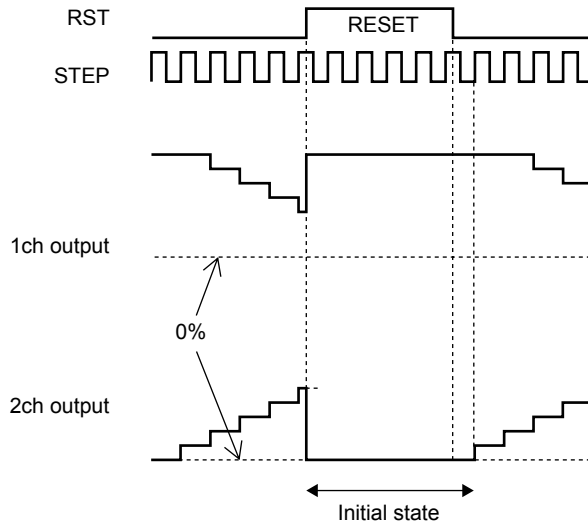 RST
RESET
STEP
1ch output
0%
2ch output
Initial state